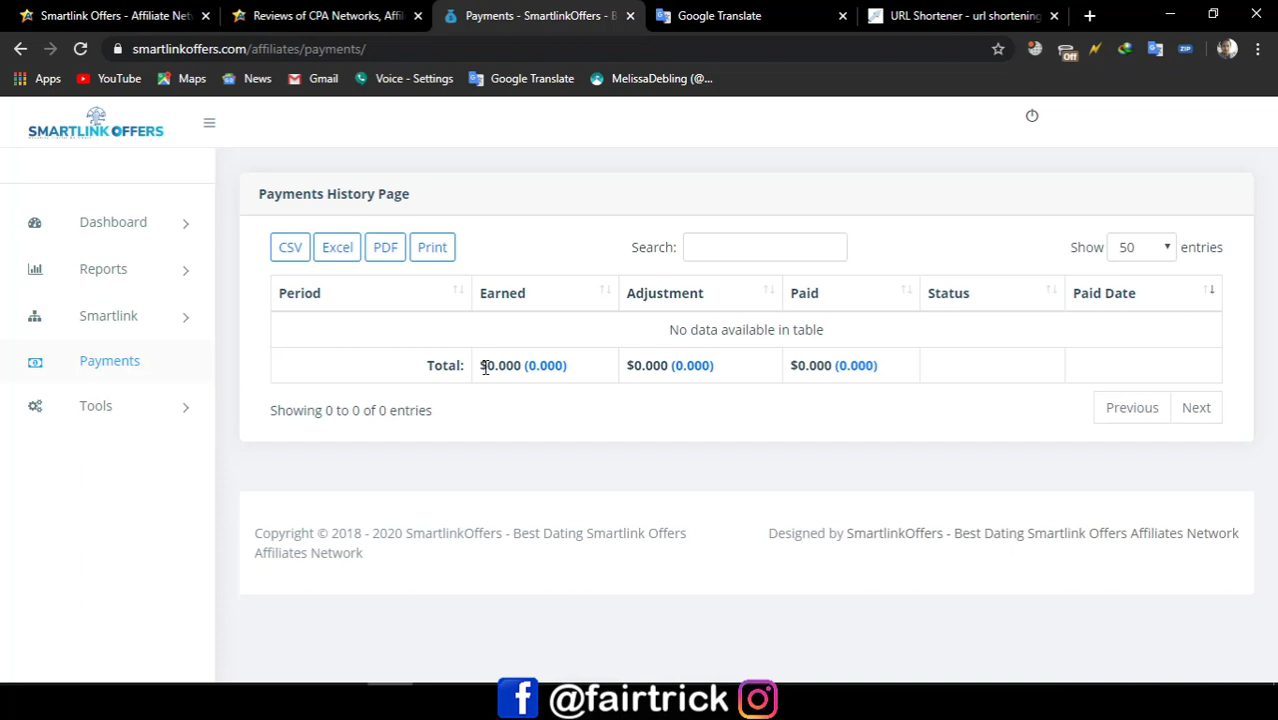 Smartlink Offers - Affiliate Net
Reviews of CPA Networks, Affil
Payments - SmartlinkOffers - B
Google Translate
URL Shortener - url shortening
smartlinkoffers.com/affiliates/payments/
Off
ZIP
Apps
YouTube
Maps
News
Gmail
Voice - Settings
Google Translate
MelissaDebling (@...
SMARTLINK OFFERS
Dashboard
Reports
Smartlink
Payments
Tools
Payments History Page
CSV
Excel
PDF
Print
Search:
Show 50 entries
Period Earned Adjustment Paid Status Paid Date
No data available in table
Total: $0.000 (0.000) $0.000 (0.000) $0.000 (0.000)
Showing 0 to 0 of 0 entries
Previous Next
Copyright © 2018 - 2020 SmartlinkOffers - Best Dating Smartlink Offers
Affiliates Network
Designed by SmartlinkOffers - Best Dating Smartlink Offers Affiliates Network
@fairtrick